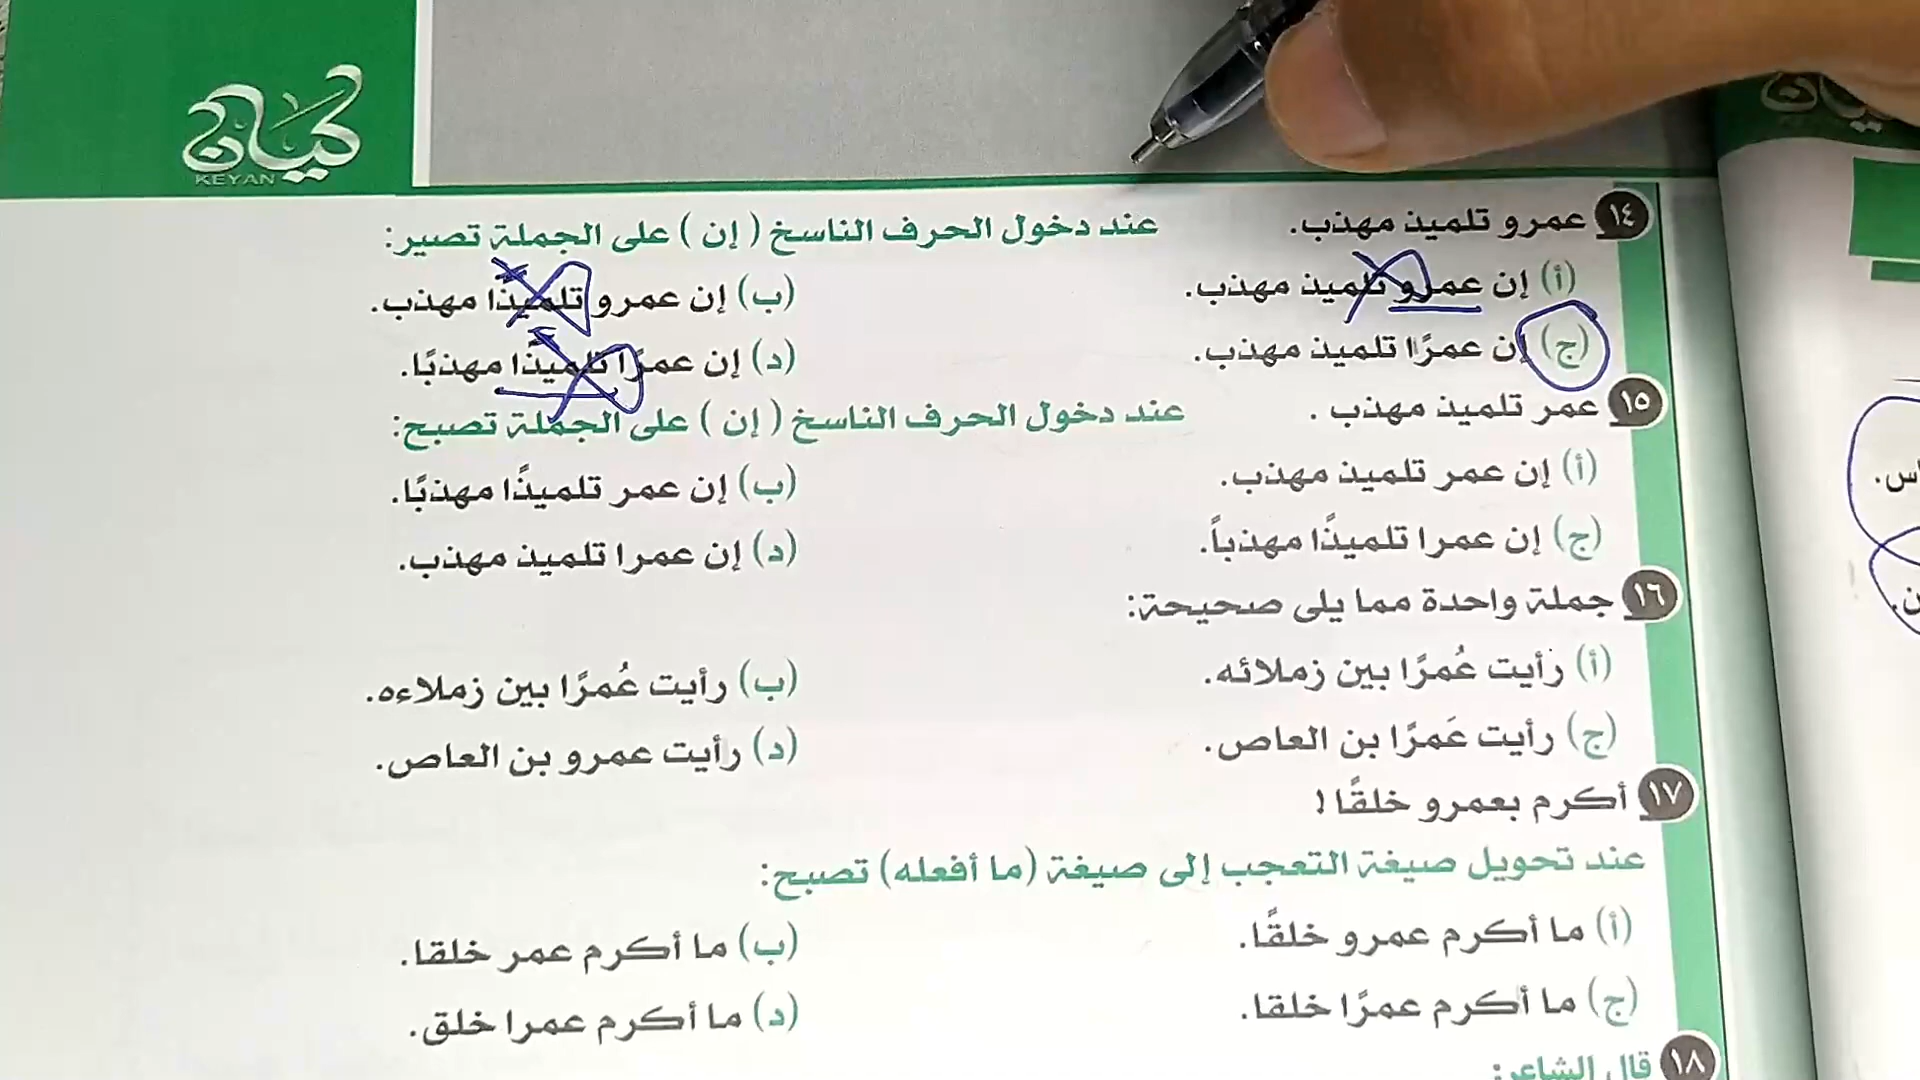 كيان
KEYAN
١٤ عمرو تلميذ مهذب. عند دخول الحرف الناسخ ( إن ) على الجملة تصير:
(أ) إن عمرو تلميذ مهذب. (ب) إن عمرو تلميذا مهذب.
(ج) إن عمرًا تلميذ مهذب. (د) إن عمرًا تلميذًا مهذبًا.
١٥ عمر تلميذ مهذب . عند دخول الحرف الناسخ ( إن ) على الجملة تصبح:
(أ) إن عمر تلميذ مهذب. (ب) إن عمر تلميذًا مهذبًا.
(ج) إن عمرا تلميذًا مهذباً. (د) إن عمرا تلميذ مهذب.
١٦ جملة واحدة مما يلى صحيحة:
(أ) رأيت عُمرًا بين زملائه. (ب) رأيت عُمرًا بين زملاءه.
(ج) رأيت عَمرًا بن العاص. (د) رأيت عمرو بن العاص.
١٧ أكرم بعمرو خلقًا !
عند تحويل صيغة التعجب إلى صيغة (ما أفعله) تصبح:
(أ) ما أكرم عمرو خلقًا. (ب) ما أكرم عمر خلقا.
(ج) ما أكرم عمرًا خلقا. (د) ما أكرم عمرا خلق.
١٨ قال الشاعر: